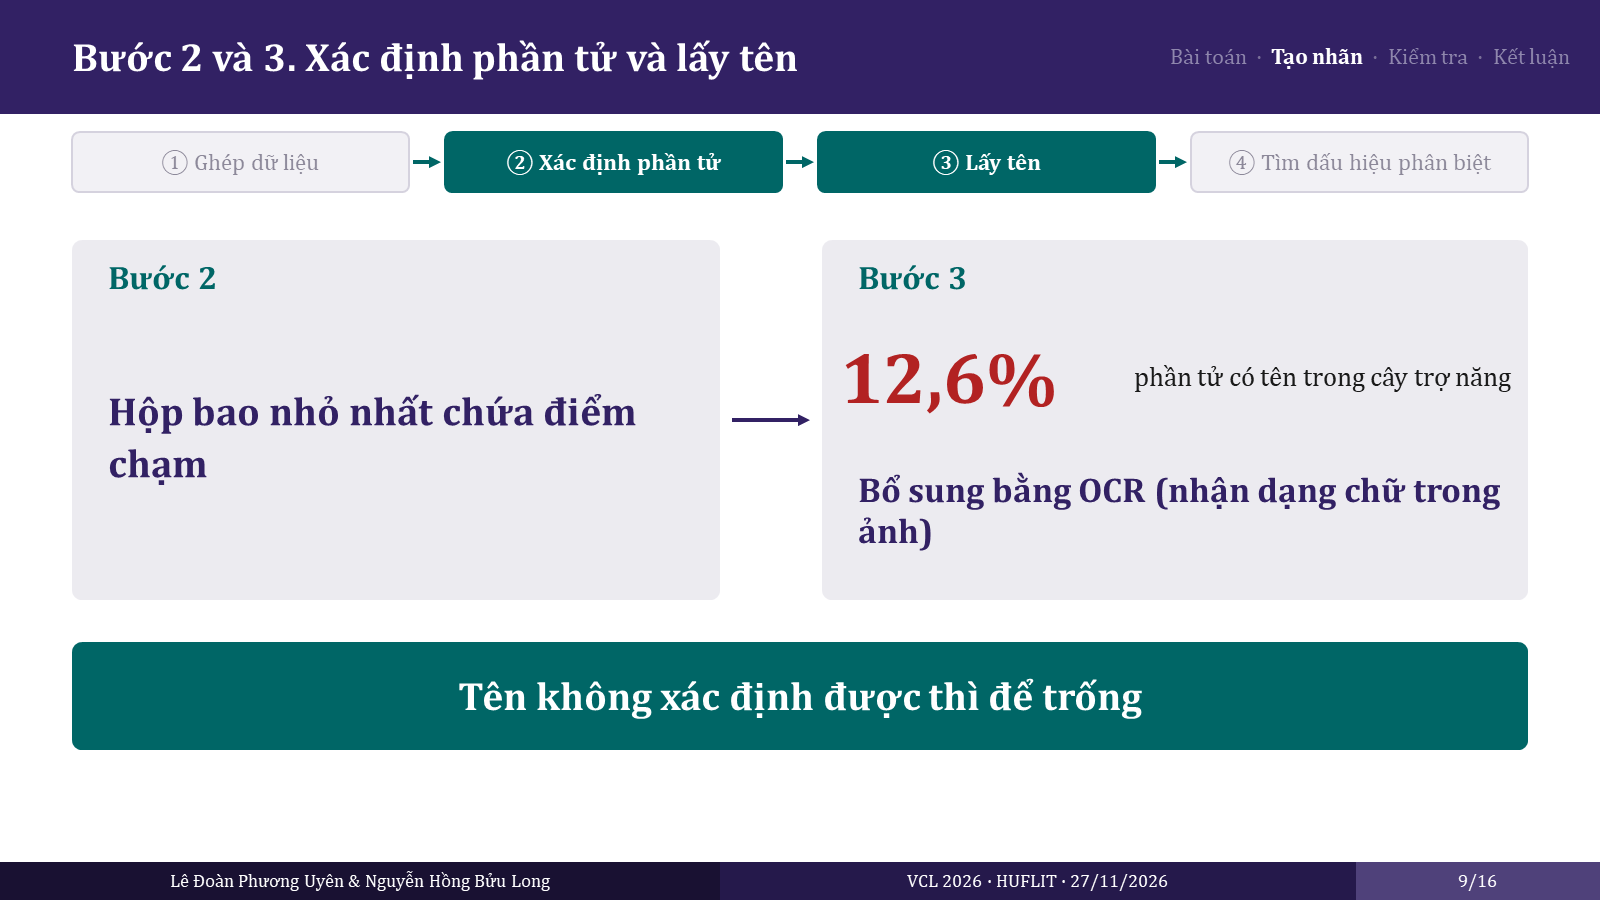 Bước 2 và 3. Xác định phần tử và lấy tên
Bài toán · Tạo nhãn · Kiểm tra · Kết luận
① Ghép dữ liệu
② Xác định phần tử
③ Lấy tên
④ Tìm dấu hiệu phân biệt
Bước 2
Hộp bao nhỏ nhất chứa điểm
chạm
Bước 3
12,6%
phần tử có tên trong cây trợ năng
Bổ sung bằng OCR (nhận dạng chữ trong
ảnh)
Tên không xác định được thì để trống
Lê Đoàn Phương Uyên & Nguyễn Hồng Bửu Long
VCL 2026 · HUFLIT · 27/11/2026
9/16